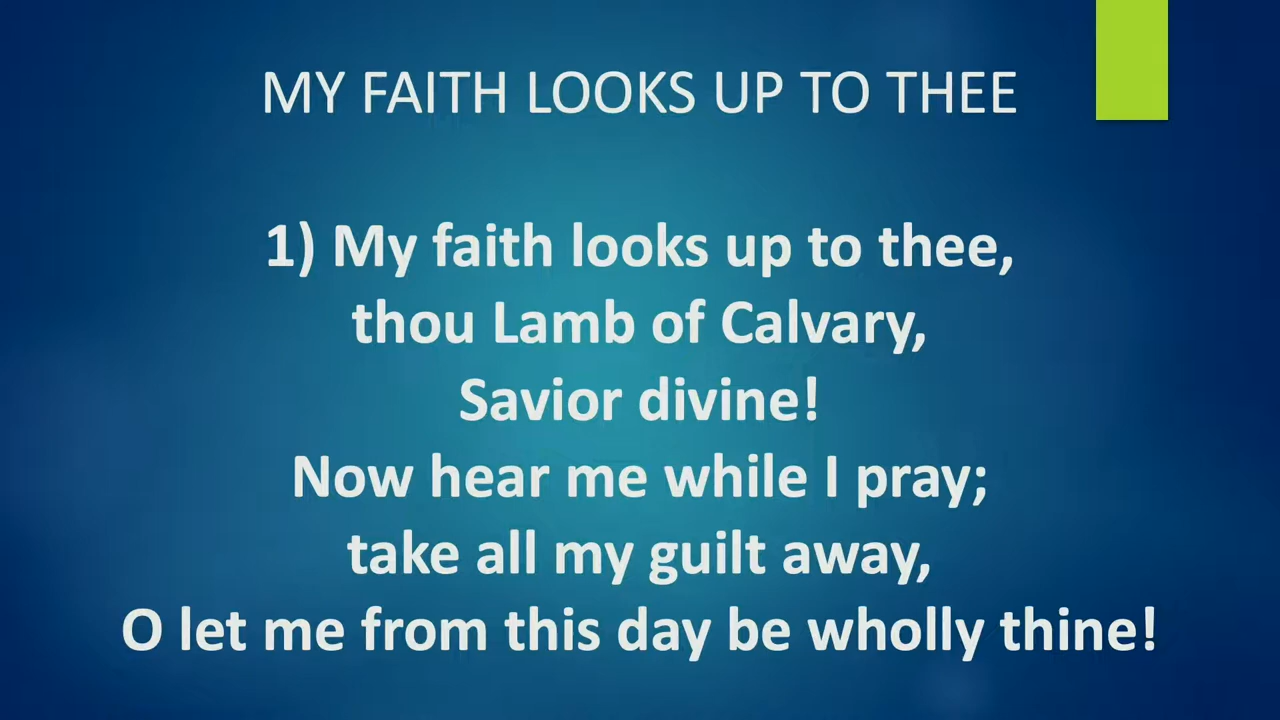 MY FAITH LOOKS UP TO THEE
1) My faith looks up to thee,
thou Lamb of Calvary,
Savior divine!
Now hear me while I pray;
take all my guilt away,
O let me from this day be wholly thine!